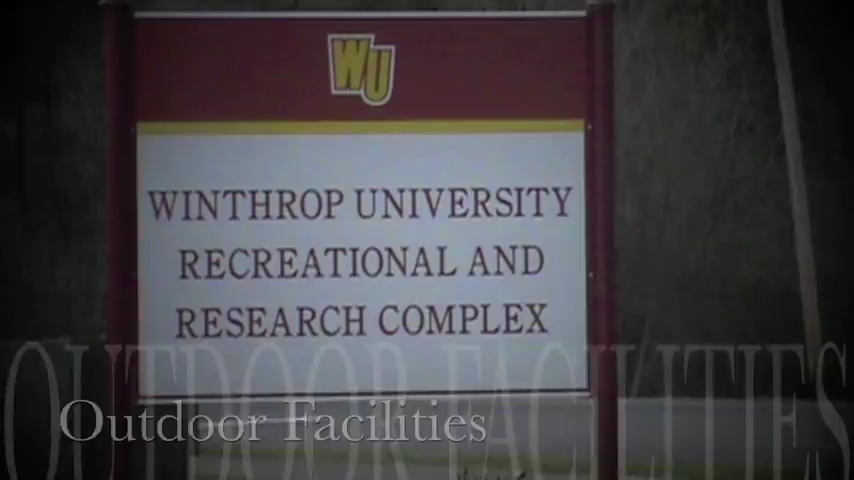 WU
WINTHROP UNIVERSITY
RECREATIONAL AND
RESEARCH COMPLEX
OUTDOOR FACILITIES
Outdoor Facilities